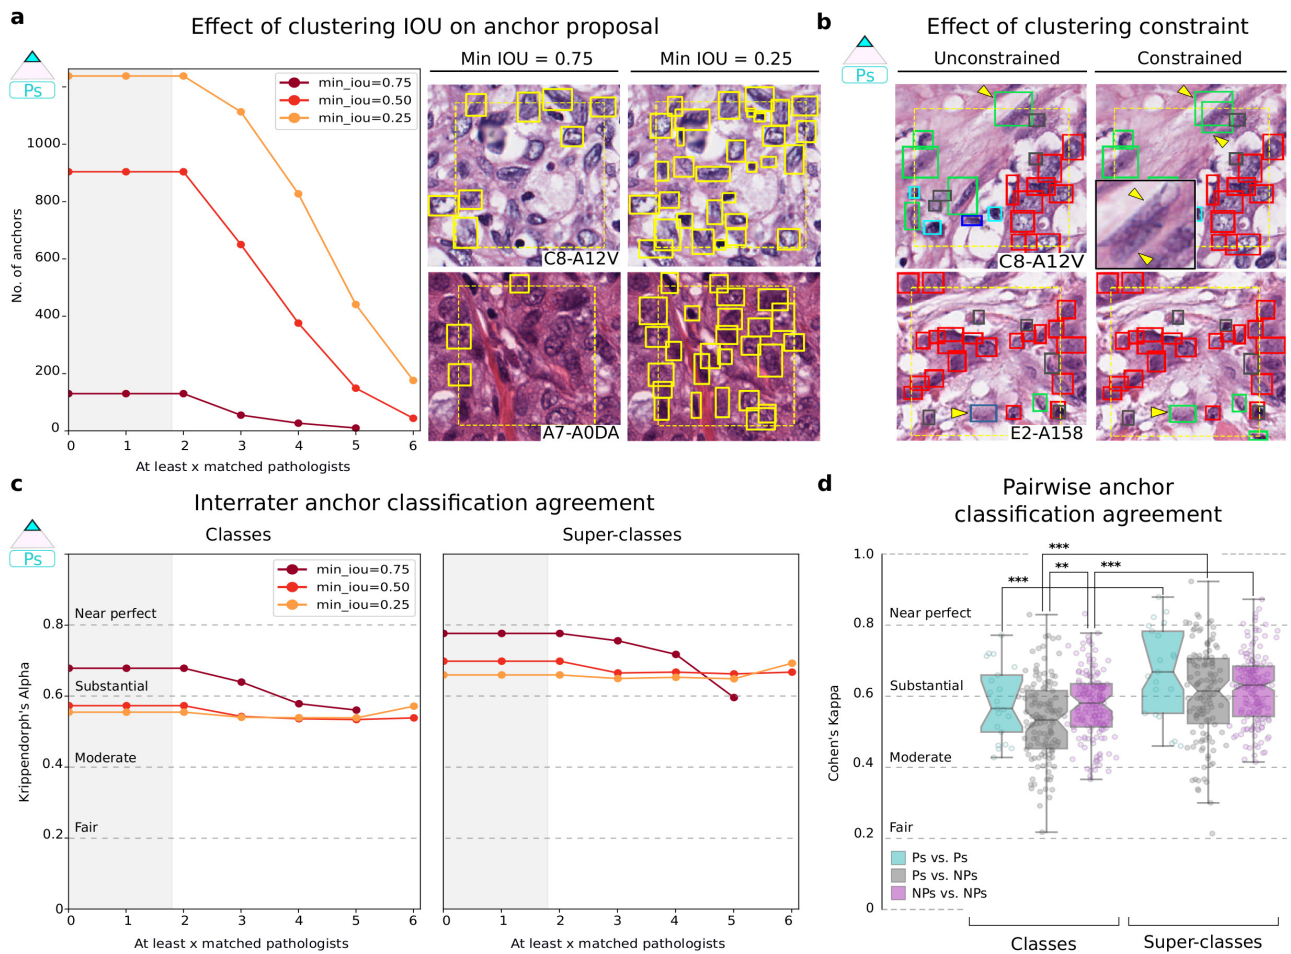 a
Effect of clustering IOU on anchor proposal
Ps
min_iou=0.75
min_iou=0.50
min_iou=0.25
1000
800
600
400
200
0
No. of anchors
0 1 2 3 4 5 6
At least x matched pathologists
Min IOU = 0.75
Min IOU = 0.25
C8-A12V
A7-A0DA
b
Effect of clustering constraint
Ps
Unconstrained
Constrained
C8-A12V
E2-A158
c
Interrater anchor classification agreement
Ps
Classes
Super-classes
min_iou=0.75
min_iou=0.50
min_iou=0.25
Near perfect
Substantial
Moderate
Fair
0.8
0.6
0.4
0.2
0
Krippendorph's Alpha
0 1 2 3 4 5 6
At least x matched pathologists
0 1 2 3 4 5 6
At least x matched pathologists
d
Pairwise anchor
classification agreement
1.0
0.8
0.6
0.4
0.2
0
Cohen's Kappa
Near perfect
Substantial
Moderate
Fair
***
***
**
***
Ps vs. Ps
Ps vs. NPs
NPs vs. NPs
Classes
Super-classes